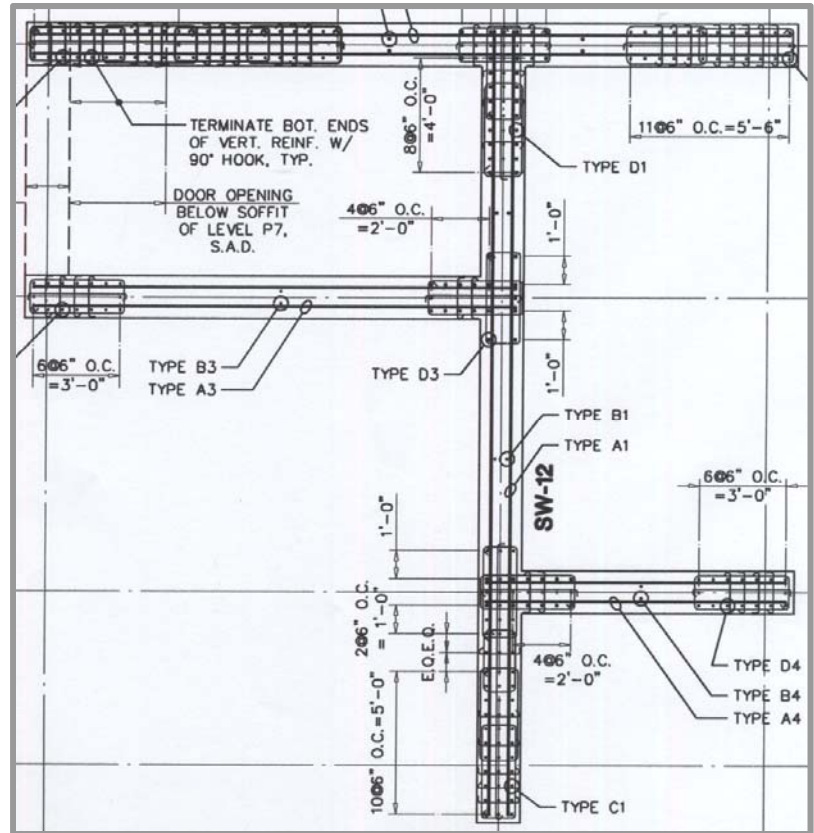 TERMINATE BOT. ENDS
OF VERT. REINF. W/
90° HOOK, TYP.
8@6" O.C.
=4'-0"
11@6" O.C.=5'-6"
TYPE D1
DOOR OPENING
BELOW SOFFIT
OF LEVEL P7,
S.A.D.
4@6" O.C.
=2'-0"
1'-0"
6@6" O.C.
=3'-0"
TYPE B3
TYPE A3
TYPE D3
1'-0"
TYPE B1
TYPE A1
SW-12
6@6" O.C.
=3'-0"
1'-0"
2@6" O.C.
= 1'-0"
E.Q.E.Q.
4@6" O.C.
=2'-0"
TYPE D4
TYPE B4
TYPE A4
10@6" O.C.=5'-0"
TYPE C1